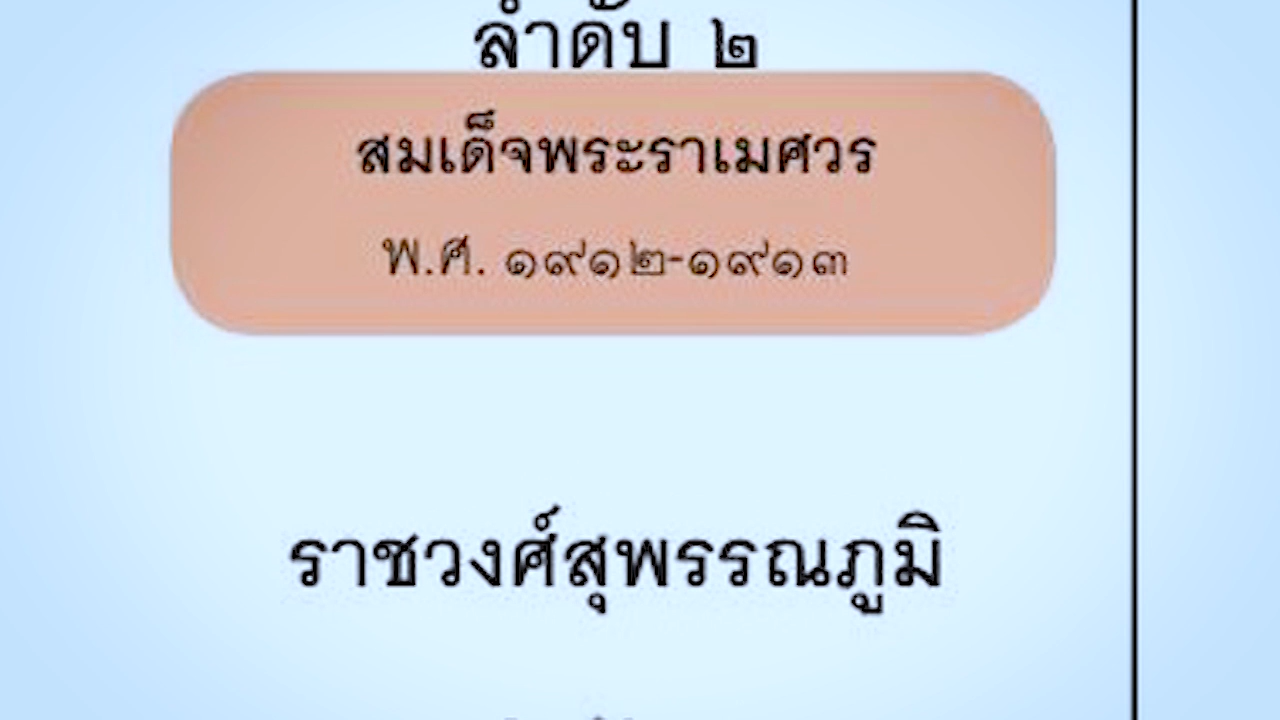 ลำดับ ๒
สมเด็จพระราเมศวร
พ.ศ. ๑๙๑๒-๑๙๑๓
ราชวงศ์สุพรรณภูมิ